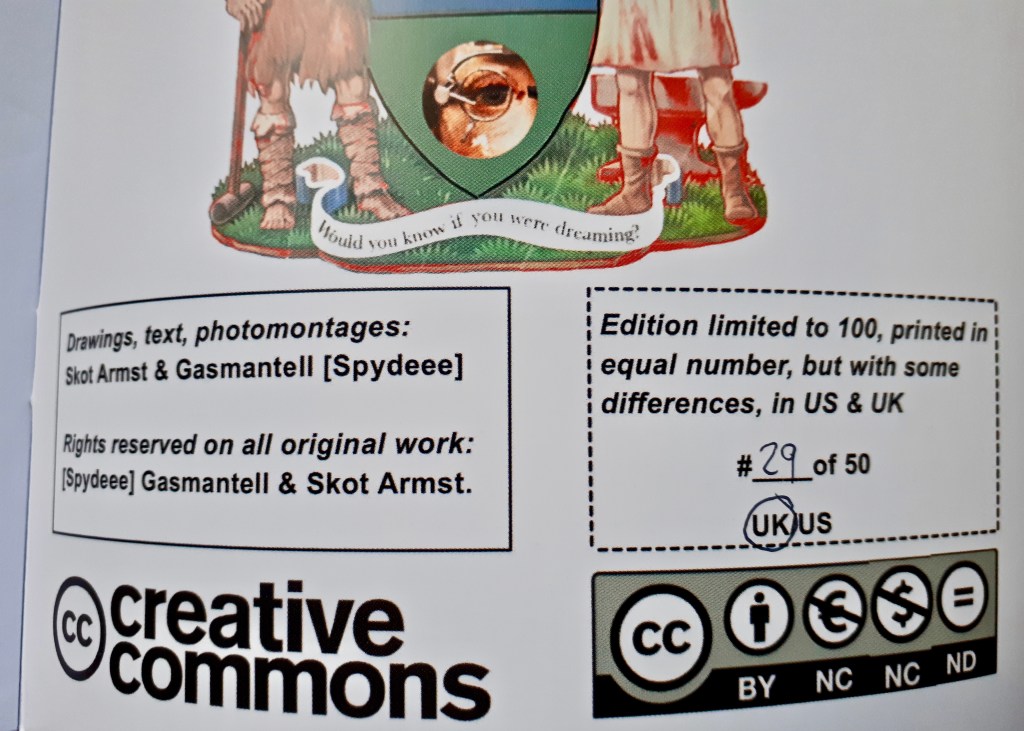 Would you know if you were dreaming?
Drawings, text, photomontages:
Skot Armst & Gasmantell [Spydeee]
Rights reserved on all original work:
[Spydeee] Gasmantell & Skot Armst.
Edition limited to 100, printed in
equal number, but with some
differences, in US & UK
# 29 of 50
UK/US
cc creative
commons
cc
BY NC NC ND